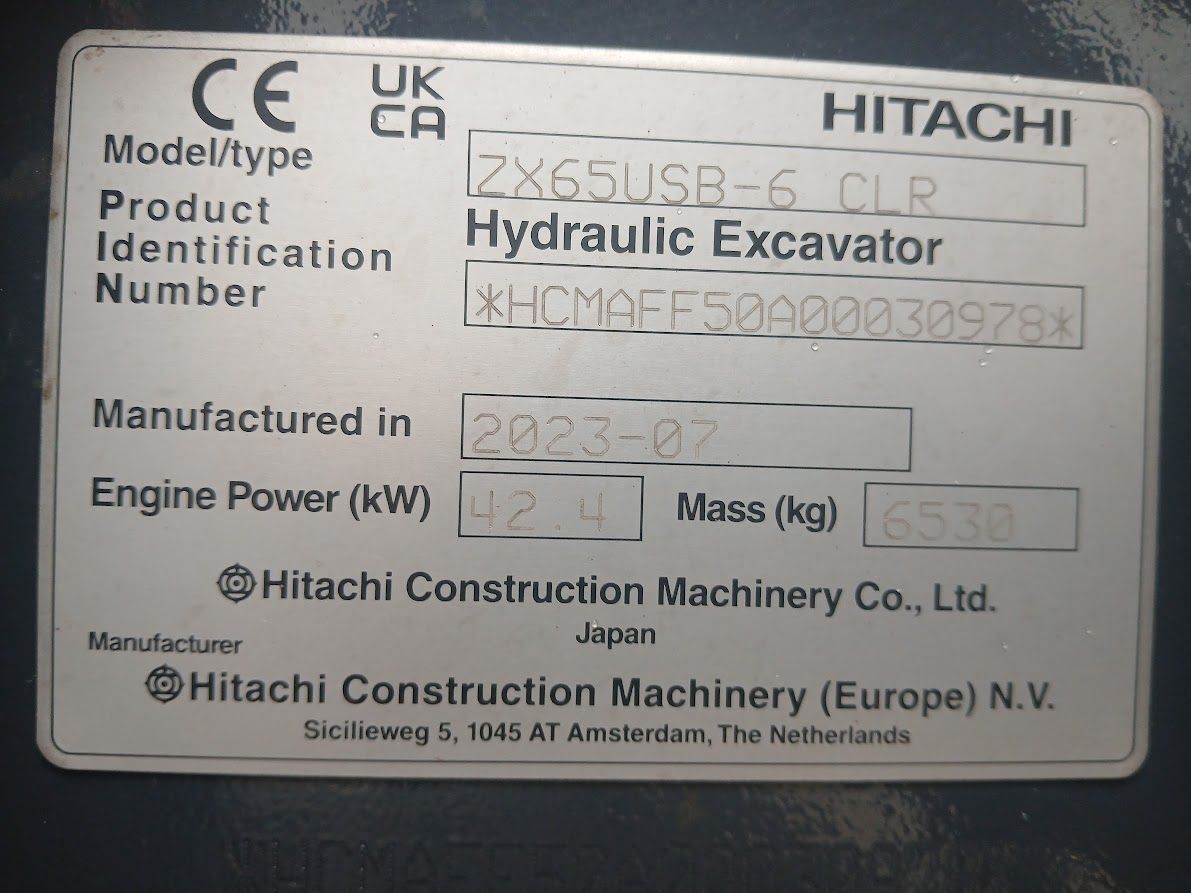 CE UK CA HITACHI
Model/type ZX65USB-6 CLR
Hydraulic Excavator
Product
Identification
Number *HCMAFF50A00030978*
Manufactured in 2023-07
Engine Power (kW) 42.4 Mass (kg) 6530
Hitachi Construction Machinery Co., Ltd.
Japan
Manufacturer
Hitachi Construction Machinery (Europe) N.V.
Sicilieweg 5, 1045 AT Amsterdam, The Netherlands